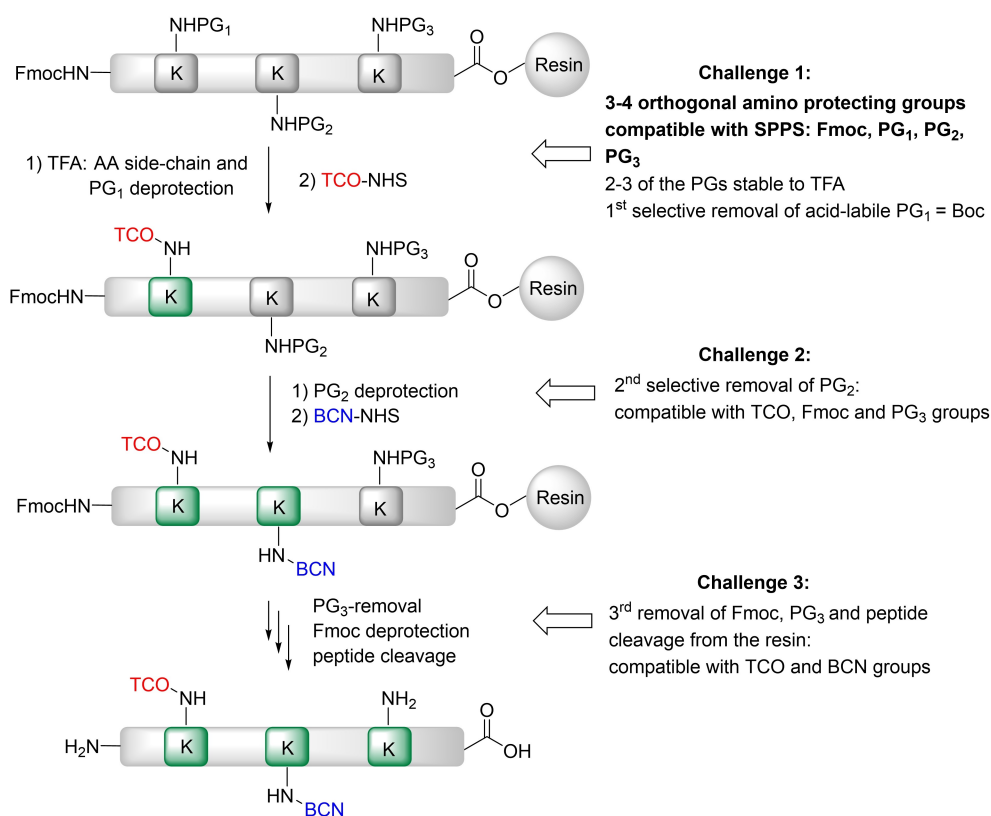 NHPG₁
NHPG₃
FmocHN
K
K
K
O
O
Resin
NHPG₂
1) TFA: AA side-chain and
PG₁ deprotection
2) TCO-NHS
Challenge 1:
3-4 orthogonal amino protecting groups
compatible with SPPS: Fmoc, PG₁, PG₂,
PG₃
2-3 of the PGs stable to TFA
1ˢᵗ selective removal of acid-labile PG₁ = Boc
TCO
NH
NHPG₃
FmocHN
K
K
K
O
O
Resin
NHPG₂
1) PG₂ deprotection
2) BCN-NHS
Challenge 2:
2ⁿᵈ selective removal of PG₂:
compatible with TCO, Fmoc and PG₃ groups
TCO
NH
NHPG₃
FmocHN
K
K
K
O
O
Resin
HN
BCN
PG₃-removal
Fmoc deprotection
peptide cleavage
Challenge 3:
3ʳᵈ removal of Fmoc, PG₃ and peptide
cleavage from the resin:
compatible with TCO and BCN groups
TCO
NH
NH₂
H₂N
K
K
K
O
OH
HN
BCN